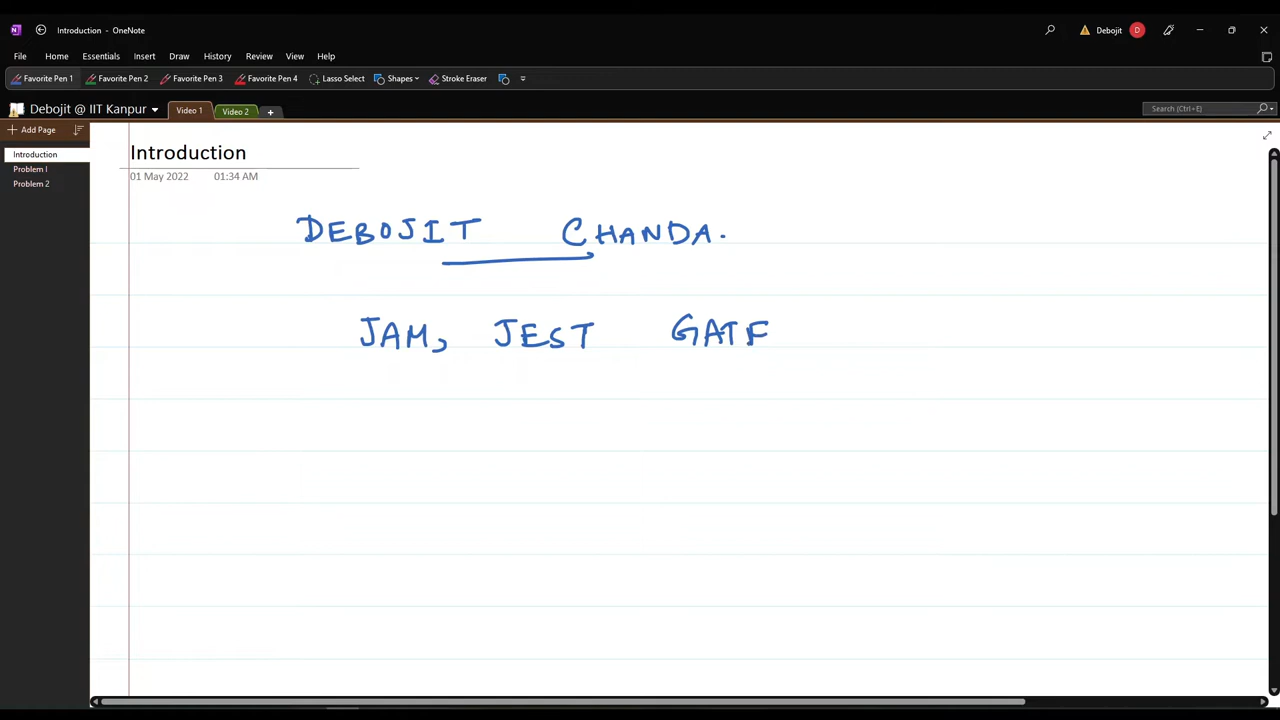 Introduction - OneNote
Debojit D
File Home Essentials Insert Draw History Review View Help
Favorite Pen 1 Favorite Pen 2 Favorite Pen 3 Favorite Pen 4 Lasso Select Shapes Stroke Eraser
Debojit @ IIT Kanpur Video 1 Video 2 + Search (Ctrl+E)
+ Add Page
Introduction
Problem I
Problem 2
Introduction
01 May 2022 01:34 AM
DEBOJIT CHANDA.
JAM, JEST GATF